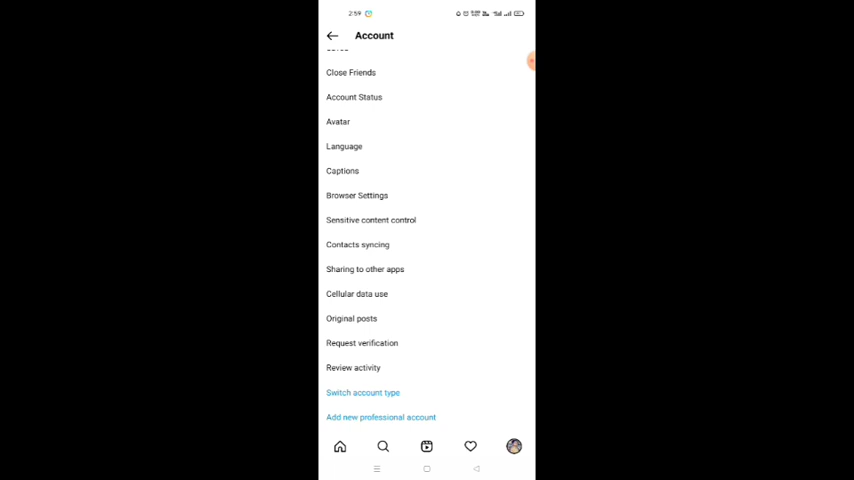 2:59
Account
Close Friends
Account Status
Avatar
Language
Captions
Browser Settings
Sensitive content control
Contacts syncing
Sharing to other apps
Cellular data use
Original posts
Request verification
Review activity
Switch account type
Add new professional account